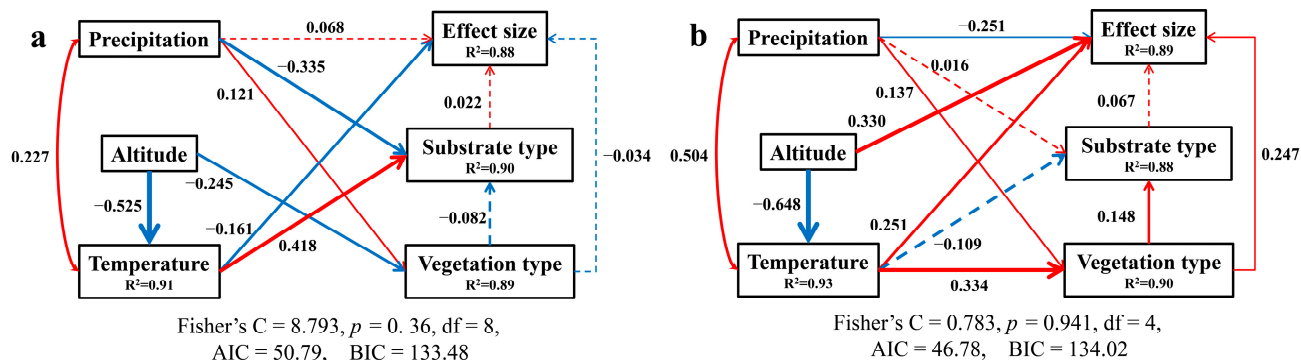 a
Precipitation
0.068
Effect size
R²=0.88
−0.335
0.121
0.022
0.227
Altitude
Substrate type
R²=0.90
−0.034
−0.245
−0.525
−0.161
0.418
−0.082
Temperature
R²=0.91
Vegetation type
R²=0.89
Fisher's C = 8.793, p = 0. 36, df = 8,
AIC = 50.79, BIC = 133.48
b
Precipitation
−0.251
Effect size
R²=0.89
0.016
0.137
0.067
0.330
0.504
Altitude
Substrate type
R²=0.88
0.247
−0.648
0.251
−0.109
0.148
Temperature
R²=0.93
0.334
Vegetation type
R²=0.90
Fisher's C = 0.783, p = 0.941, df = 4,
AIC = 46.78, BIC = 134.02